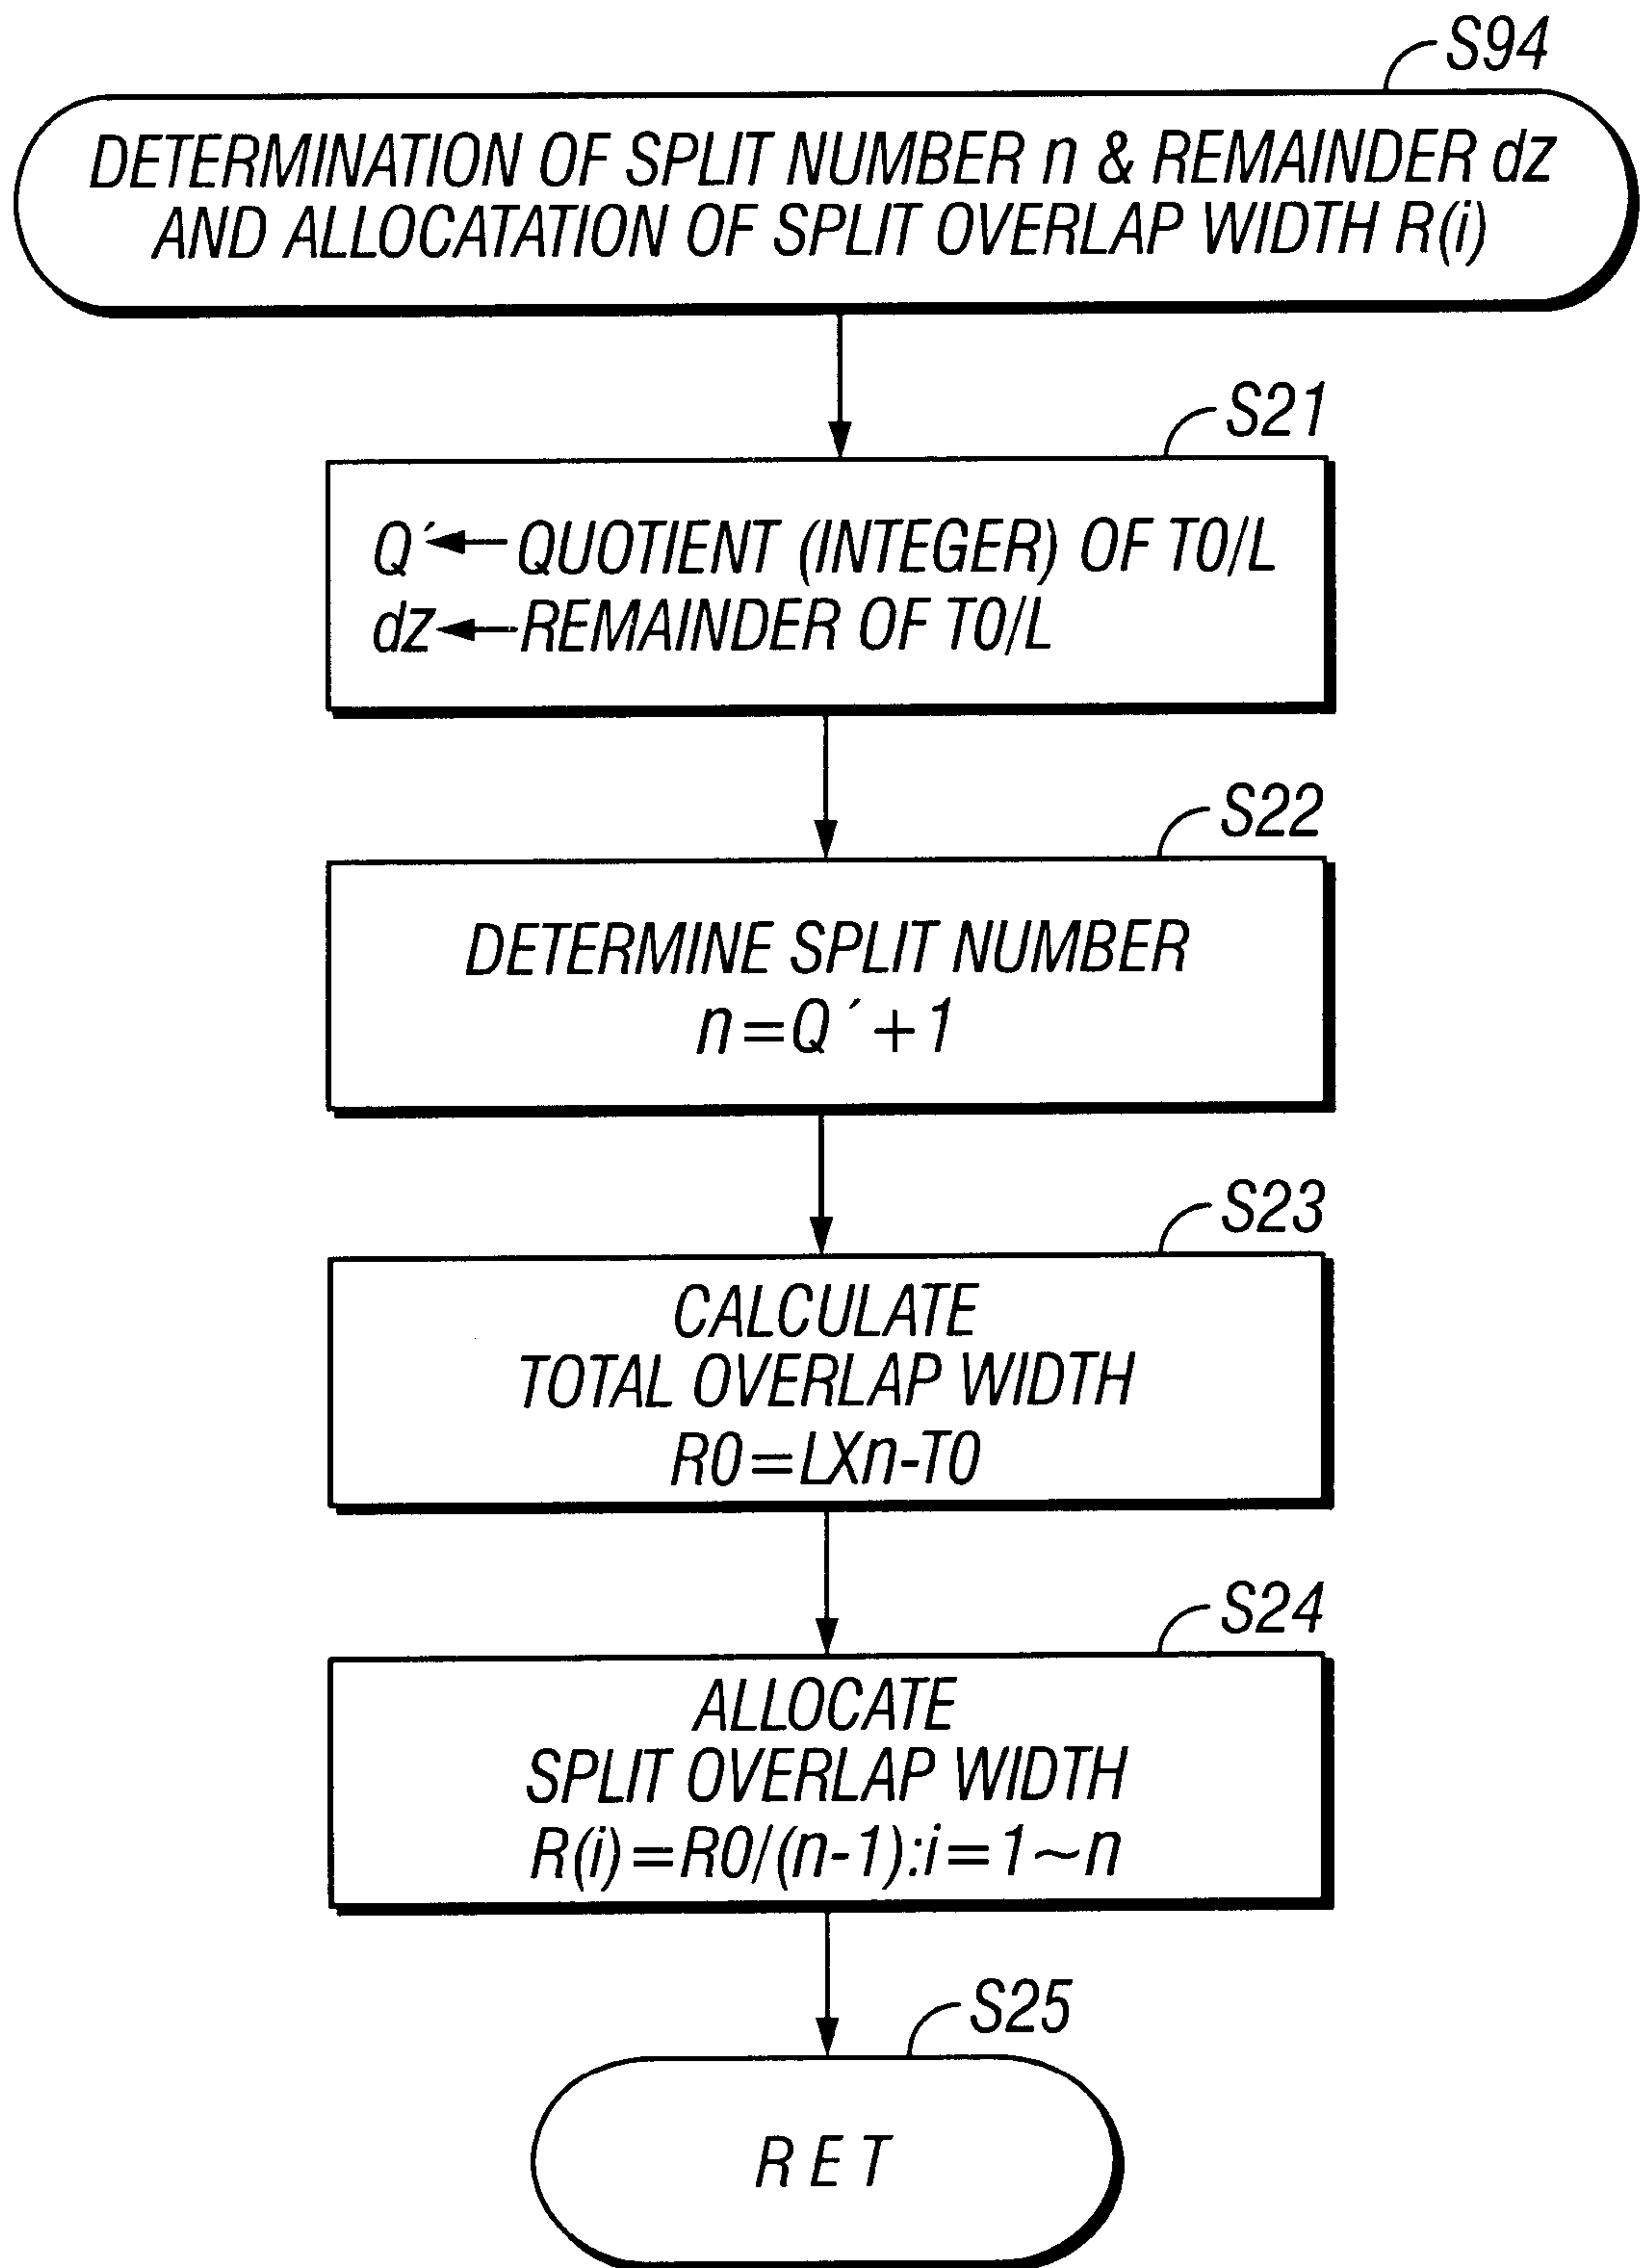 S94
DETERMINATION OF SPLIT NUMBER n & REMAINDER dz
AND ALLOCATATION OF SPLIT OVERLAP WIDTH R(i)
S21
Q´←QUOTIENT (INTEGER) OF T0/L
dz←REMAINDER OF T0/L
S22
DETERMINE SPLIT NUMBER
n=Q´+1
S23
CALCULATE
TOTAL OVERLAP WIDTH
R0=LXn-T0
S24
ALLOCATE
SPLIT OVERLAP WIDTH
R(i)=R0/(n-1):i=1~n
S25
RET